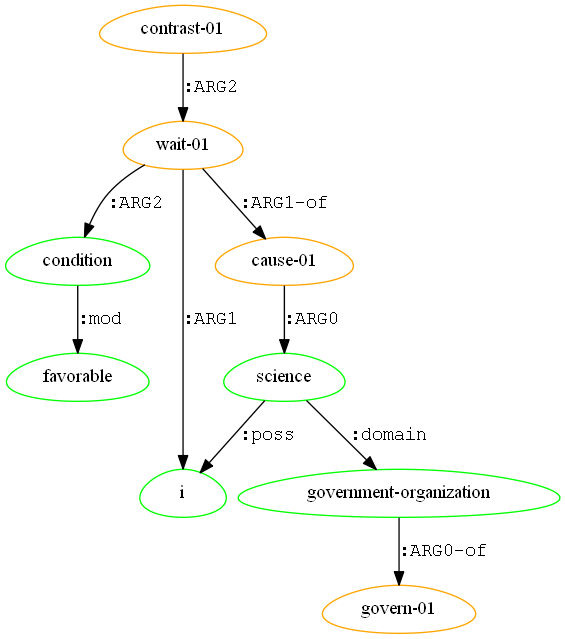 contrast-01
:ARG2
wait-01
:ARG2
:ARG1-of
condition
cause-01
:mod
:ARG1
:ARG0
favorable
science
:poss
:domain
i
government-organization
:ARG0-of
govern-01